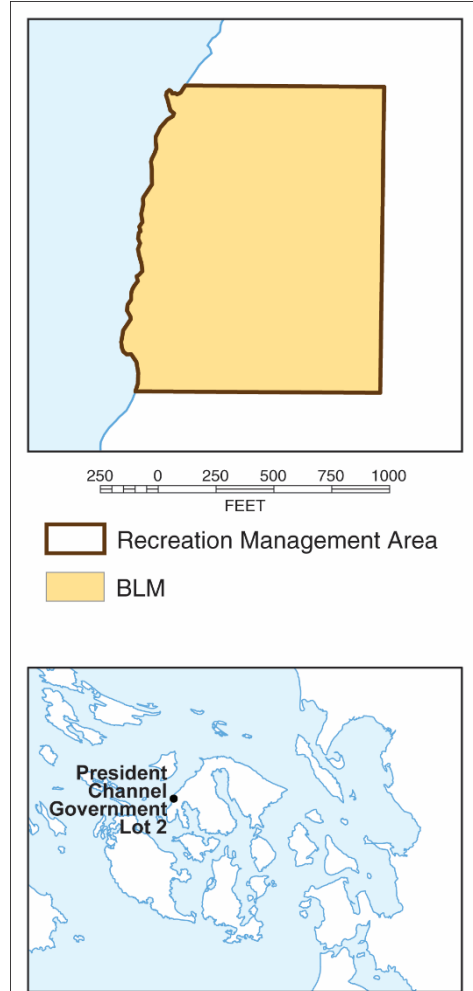 250 0 250 500 750 1000
FEET
Recreation Management Area
BLM
President
Channel
Government
Lot 2